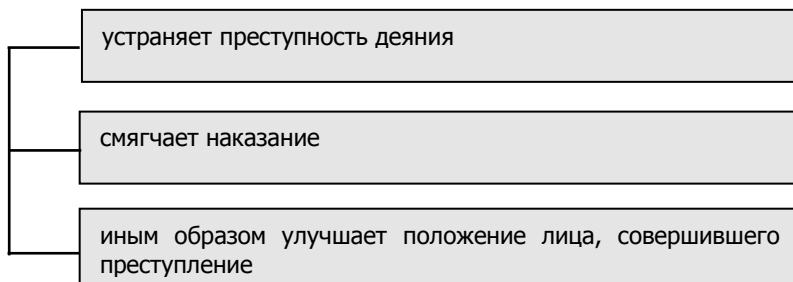 устраняет преступность деяния
смягчает наказание
иным образом улучшает положение лица, совершившего
преступление